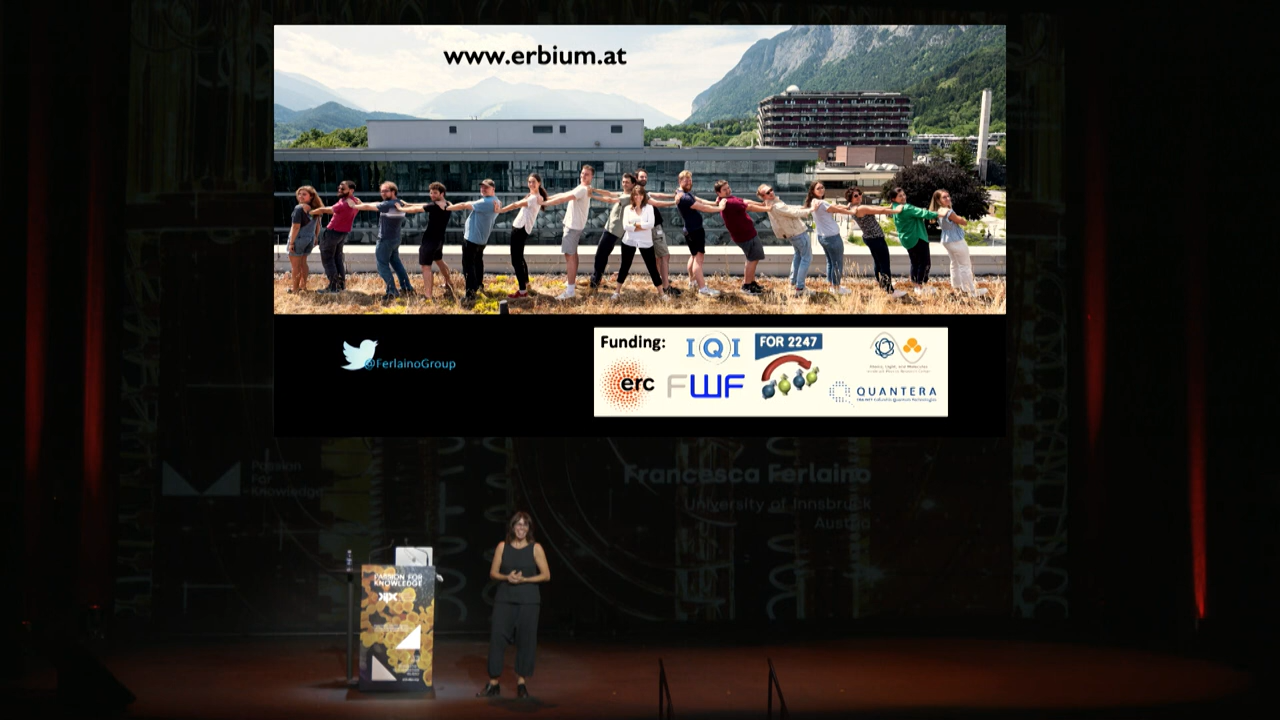 www.erbium.at
@FerlainoGroup
Funding:
IQI
FOR 2247
erc
FWF
QUANTERA
Passion
For
Knowledge
Francesca Ferlaino
University of Innsbruck
Austria
PASSION FOR
KNOWLEDGE